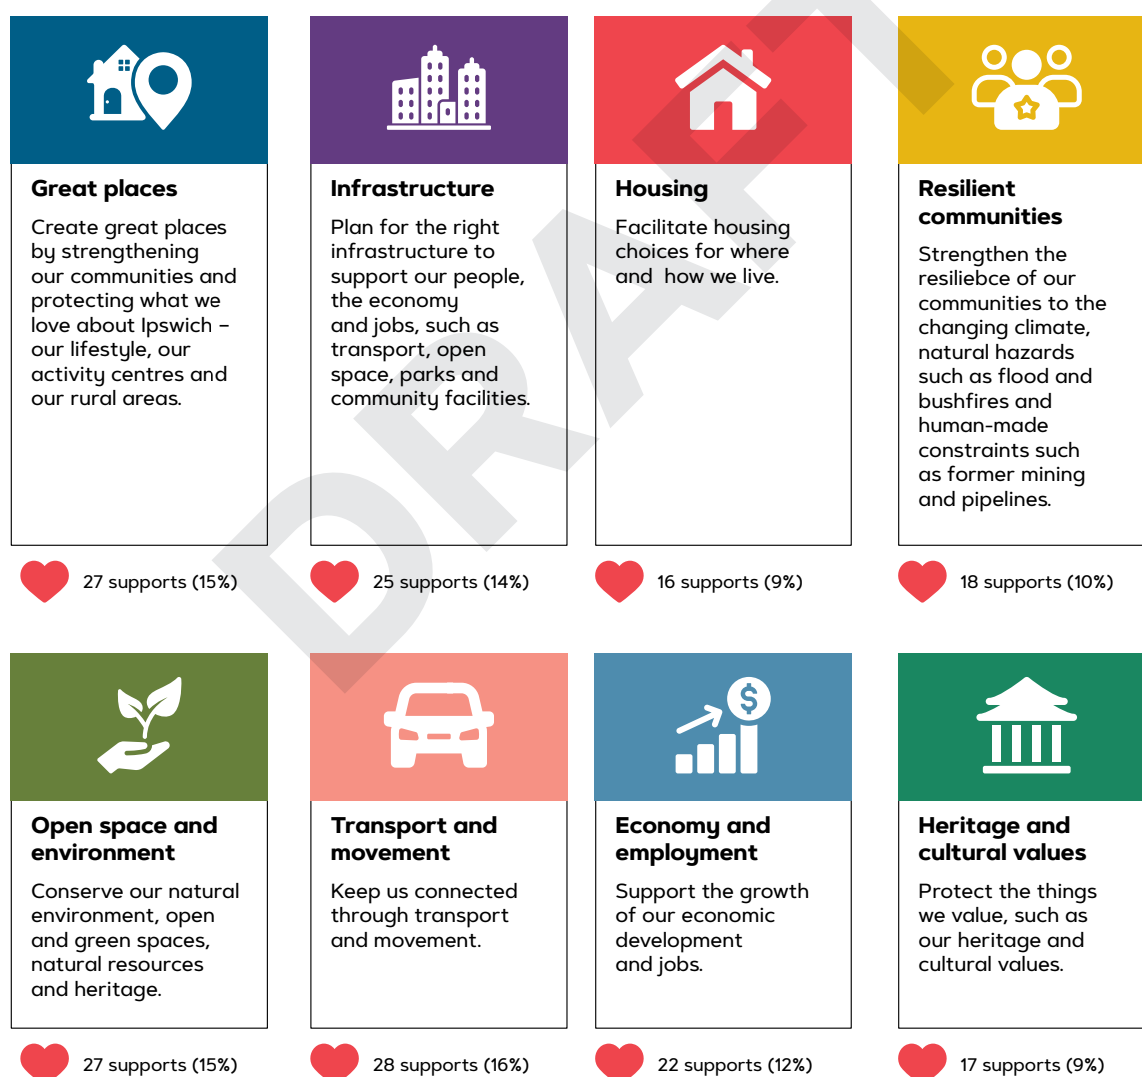 Great places
Create great places
by strengthening
our communities and
protecting what we
love about Ipswich –
our lifestyle, our
activity centres and
our rural areas.
27 supports (15%)
Infrastructure
Plan for the right
infrastructure to
support our people,
the economy
and jobs, such as
transport, open
space, parks and
community facilities.
25 supports (14%)
Housing
Facilitate housing
choices for where
and how we live.
16 supports (9%)
Resilient
communities
Strengthen the
resiliebce of our
communities to the
changing climate,
natural hazards
such as flood and
bushfires and
human-made
constraints such
as former mining
and pipelines.
18 supports (10%)
Open space and
environment
Conserve our natural
environment, open
and green spaces,
natural resources
and heritage.
27 supports (15%)
Transport and
movement
Keep us connected
through transport
and movement.
28 supports (16%)
Economy and
employment
Support the growth
of our economic
development
and jobs.
22 supports (12%)
Heritage and
cultural values
Protect the things
we value, such as
our heritage and
cultural values.
17 supports (9%)
$
DRAFT